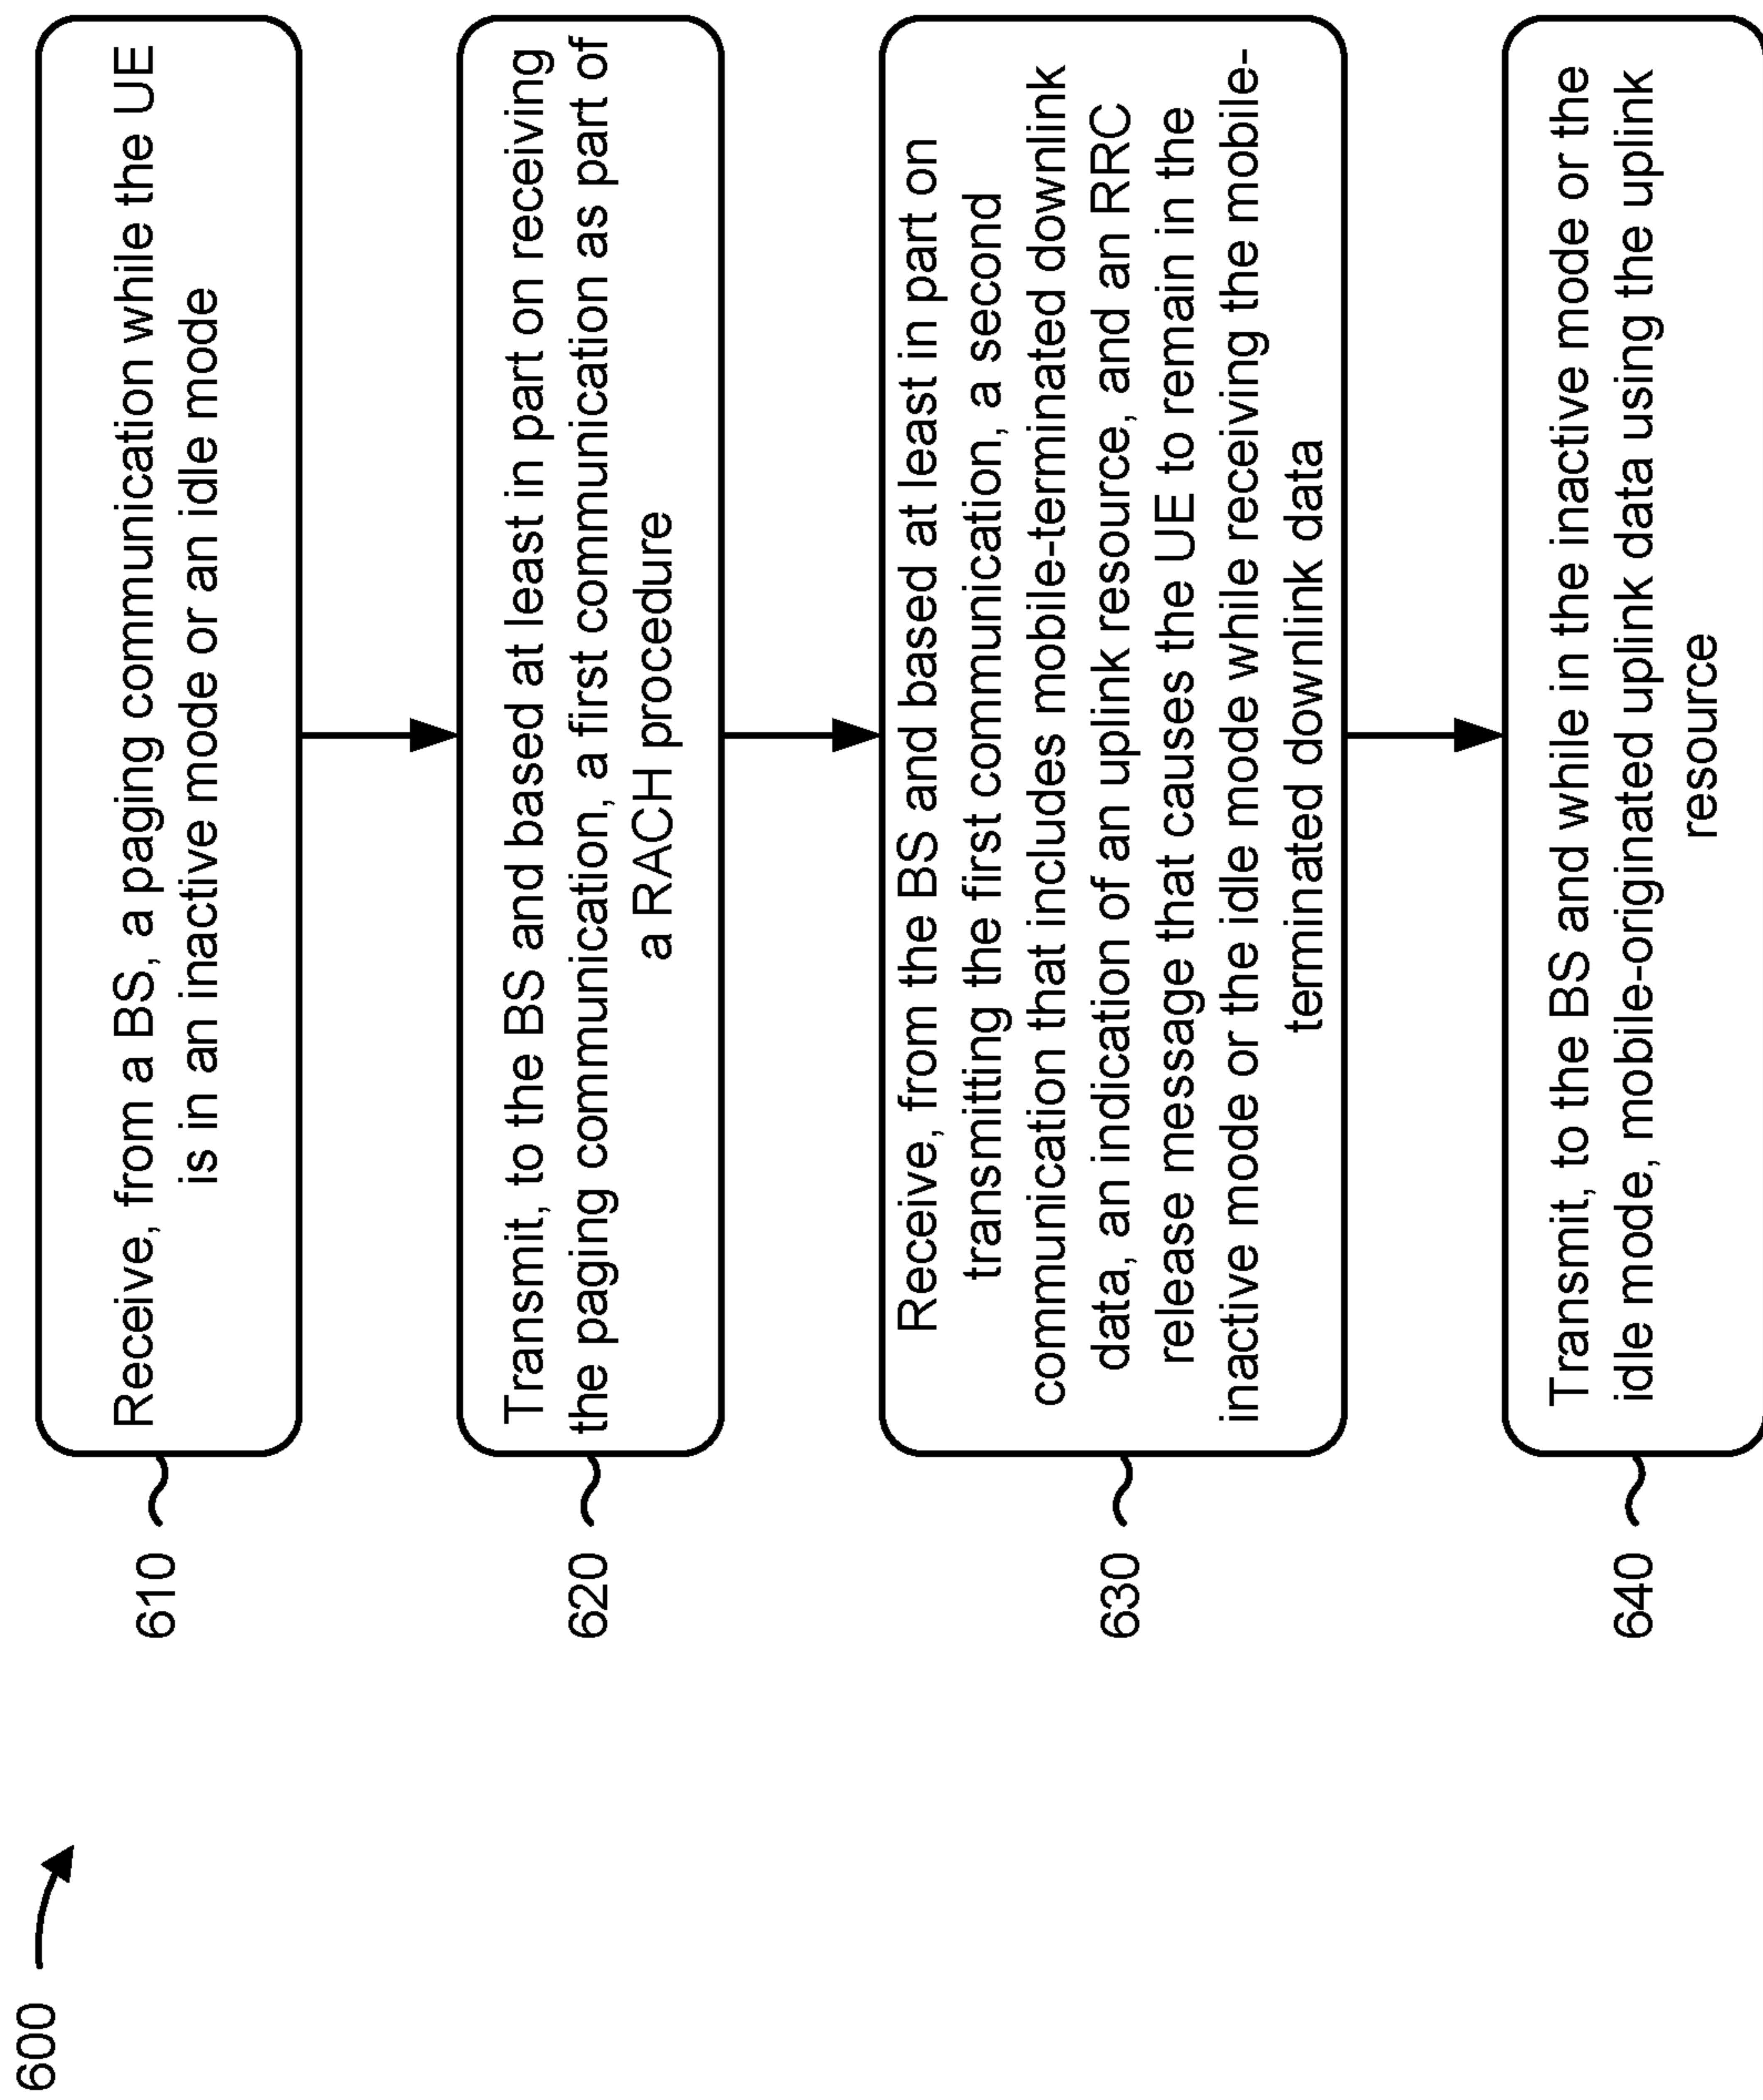 600
610
Receive, from a BS, a paging communication while the UE
is in an inactive mode or an idle mode
620
Transmit, to the BS and based at least in part on receiving
the paging communication, a first communication as part of
a RACH procedure
630
Receive, from the BS and based at least in part on
transmitting the first communication, a second
communication that includes mobile-terminated downlink
data, an indication of an uplink resource, and an RRC
release message that causes the UE to remain in the
inactive mode or the idle mode while receiving the mobile-
terminated downlink data
640
Transmit, to the BS and while in the inactive mode or the
idle mode, mobile-originated uplink data using the uplink
resource